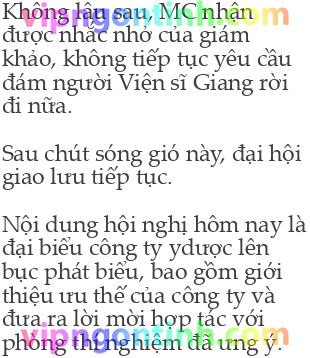 Không lâu sau, MC nhận
được nhắc nhở của giám
khảo, không tiếp tục yêu cầu
đám người Viện sĩ Giang rời
đi nữa.
Sau chút sóng gió này, đại hội
giao lưu tiếp tục.
Nội dung hội nghị hôm nay là
đại biểu công ty ydược lên
bục phát biểu, bao gồm giới
thiệu ưu thế của công ty và
đưa ra lời mời hợp tác với
phòng thí nghiệm đã ưng ý.
vipngontinh.com
vipngontinh.com